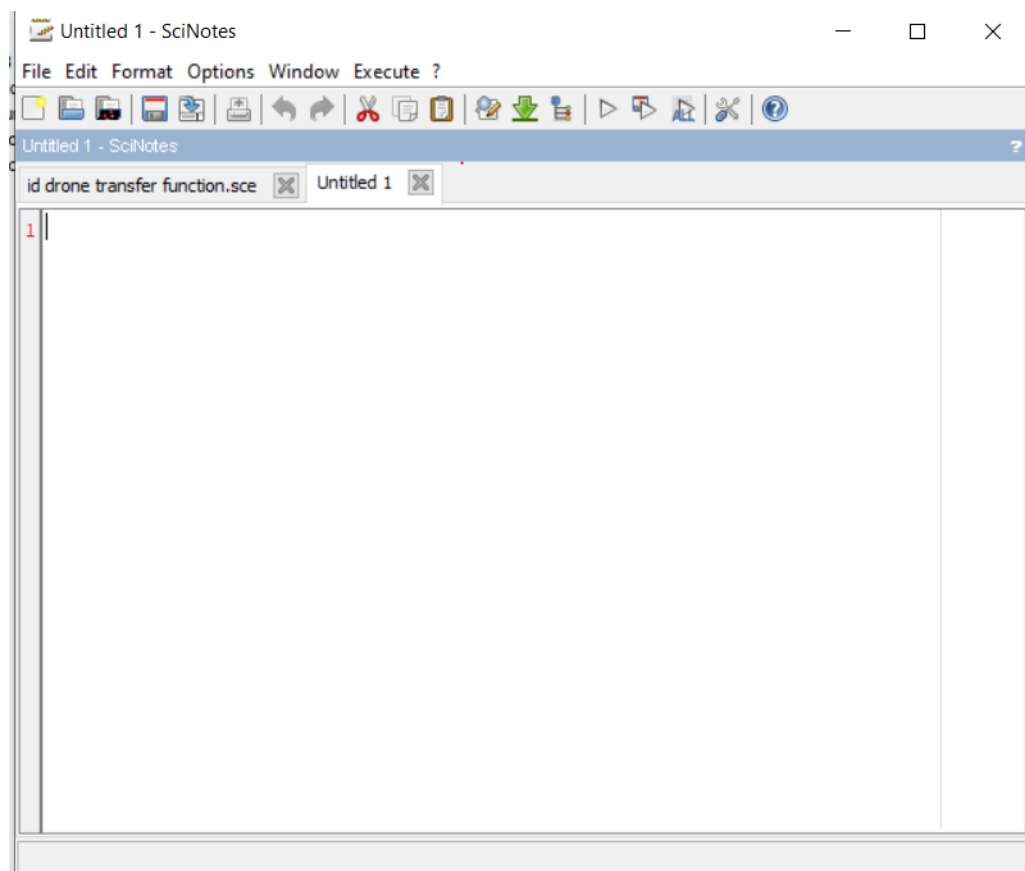 Untitled 1 - SciNotes
File Edit Format Options Window Execute ?
Untitled 1 - SciNotes ?
id drone transfer function.sce Untitled 1
1